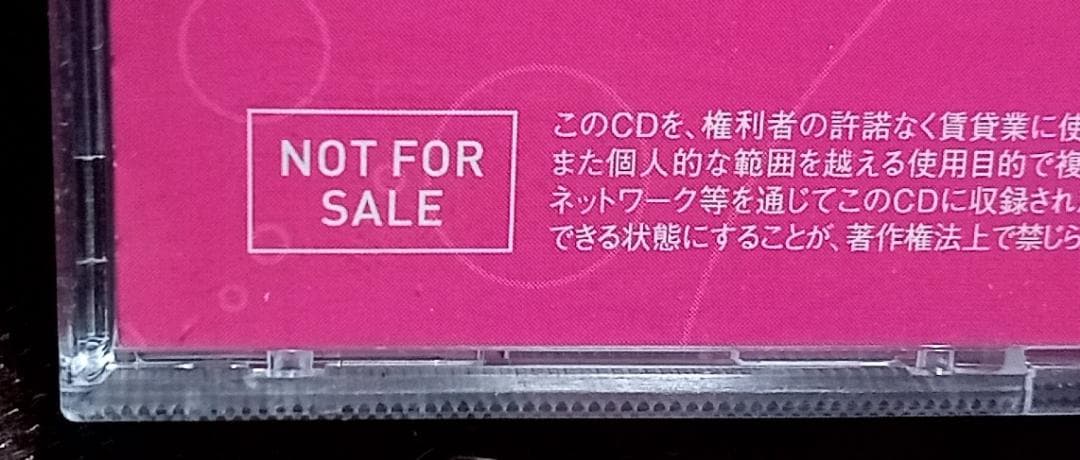 NOT FOR
SALE
このCDを、権利者の許諾なく賃貸業に使
また個人的な範囲を越える使用目的で複
ネットワーク等を通じてこのCDに収録され
できる状態にすることが、著作権法上で禁じら